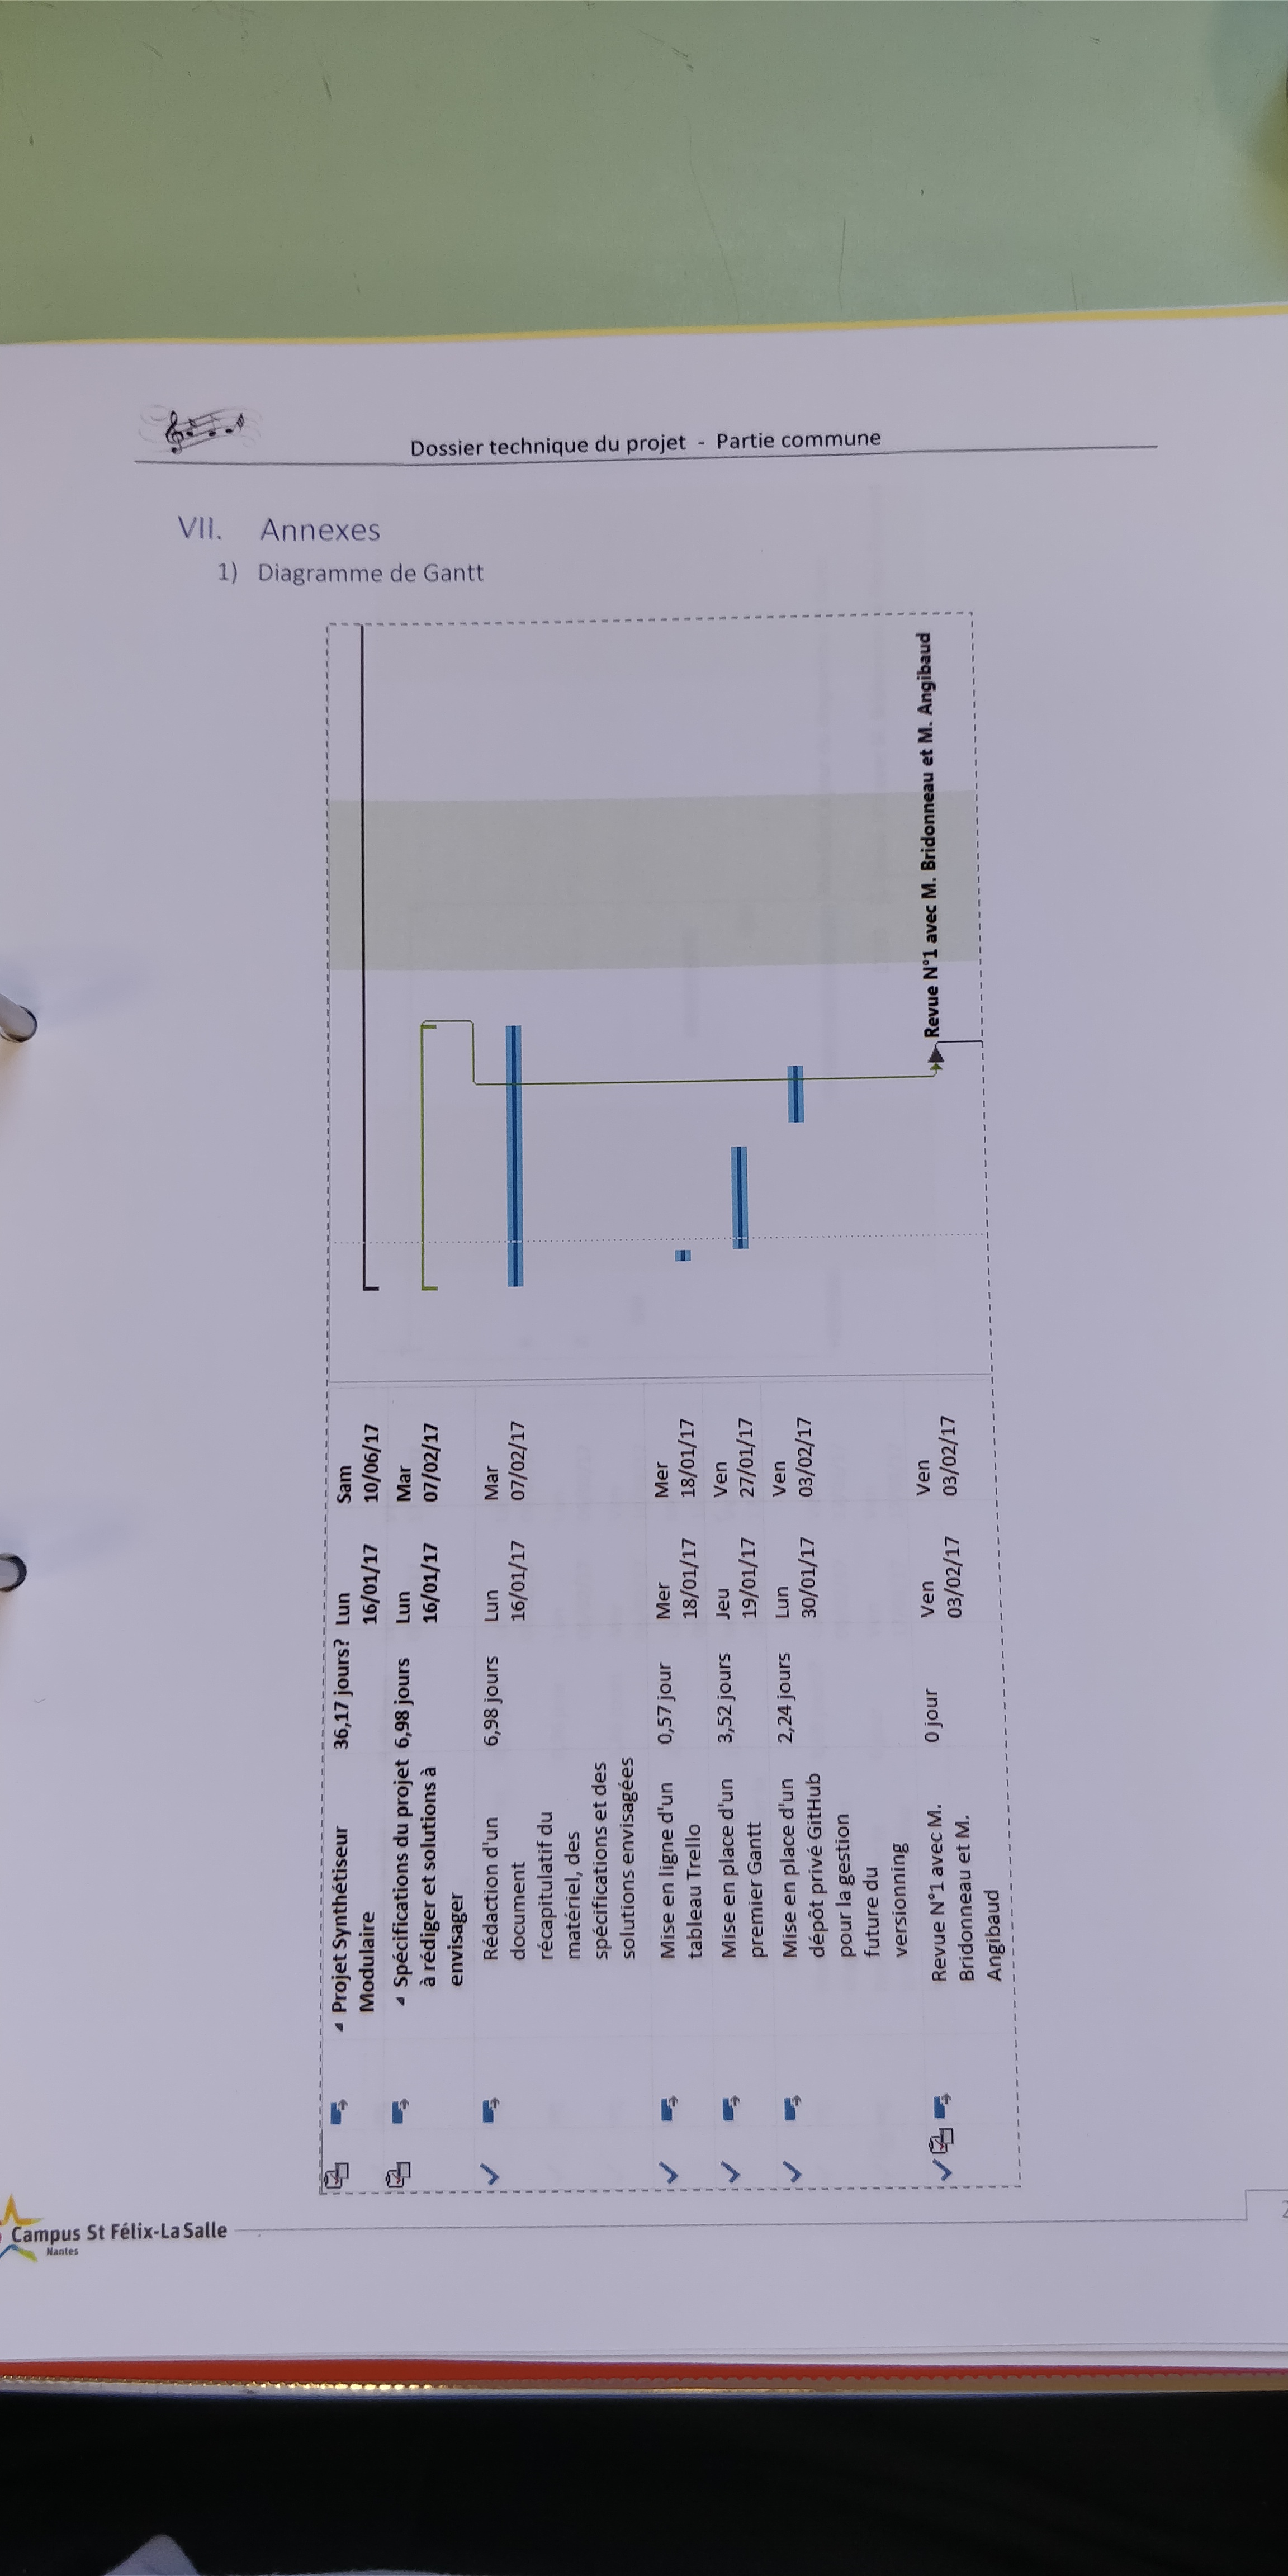 Dossier technique du projet - Partie commune
VII. Annexes
1) Diagramme de Gantt
Projet Synthétiseur
Modulaire
36,17 jours?
Lun
16/01/17
Sam
10/06/17
Spécifications du projet
à rédiger et solutions à
envisager
6,98 jours
Lun
16/01/17
Mar
07/02/17
Rédaction d'un
document
récapitulatif du
matériel, des
spécifications et des
solutions envisagées
6,98 jours
Lun
16/01/17
Mar
07/02/17
Mise en ligne d'un
tableau Trello
0,57 jour
Mer
18/01/17
Mer
18/01/17
Mise en place d'un
premier Gantt
3,52 jours
Jeu
19/01/17
Ven
27/01/17
Mise en place d'un
dépôt privé GitHub
pour la gestion
future du
versionning
2,24 jours
Lun
30/01/17
Ven
03/02/17
Revue N°1 avec M.
Bridonneau et M.
Angibaud
0 jour
Ven
03/02/17
Ven
03/02/17
Revue N°1 avec M. Bridonneau et M. Angibaud
Campus St Félix-La Salle
Nantes